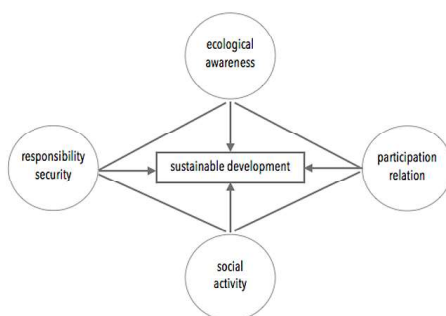 ecological
awareness
responsibility
security
sustainable development
participation
relation
social
activity